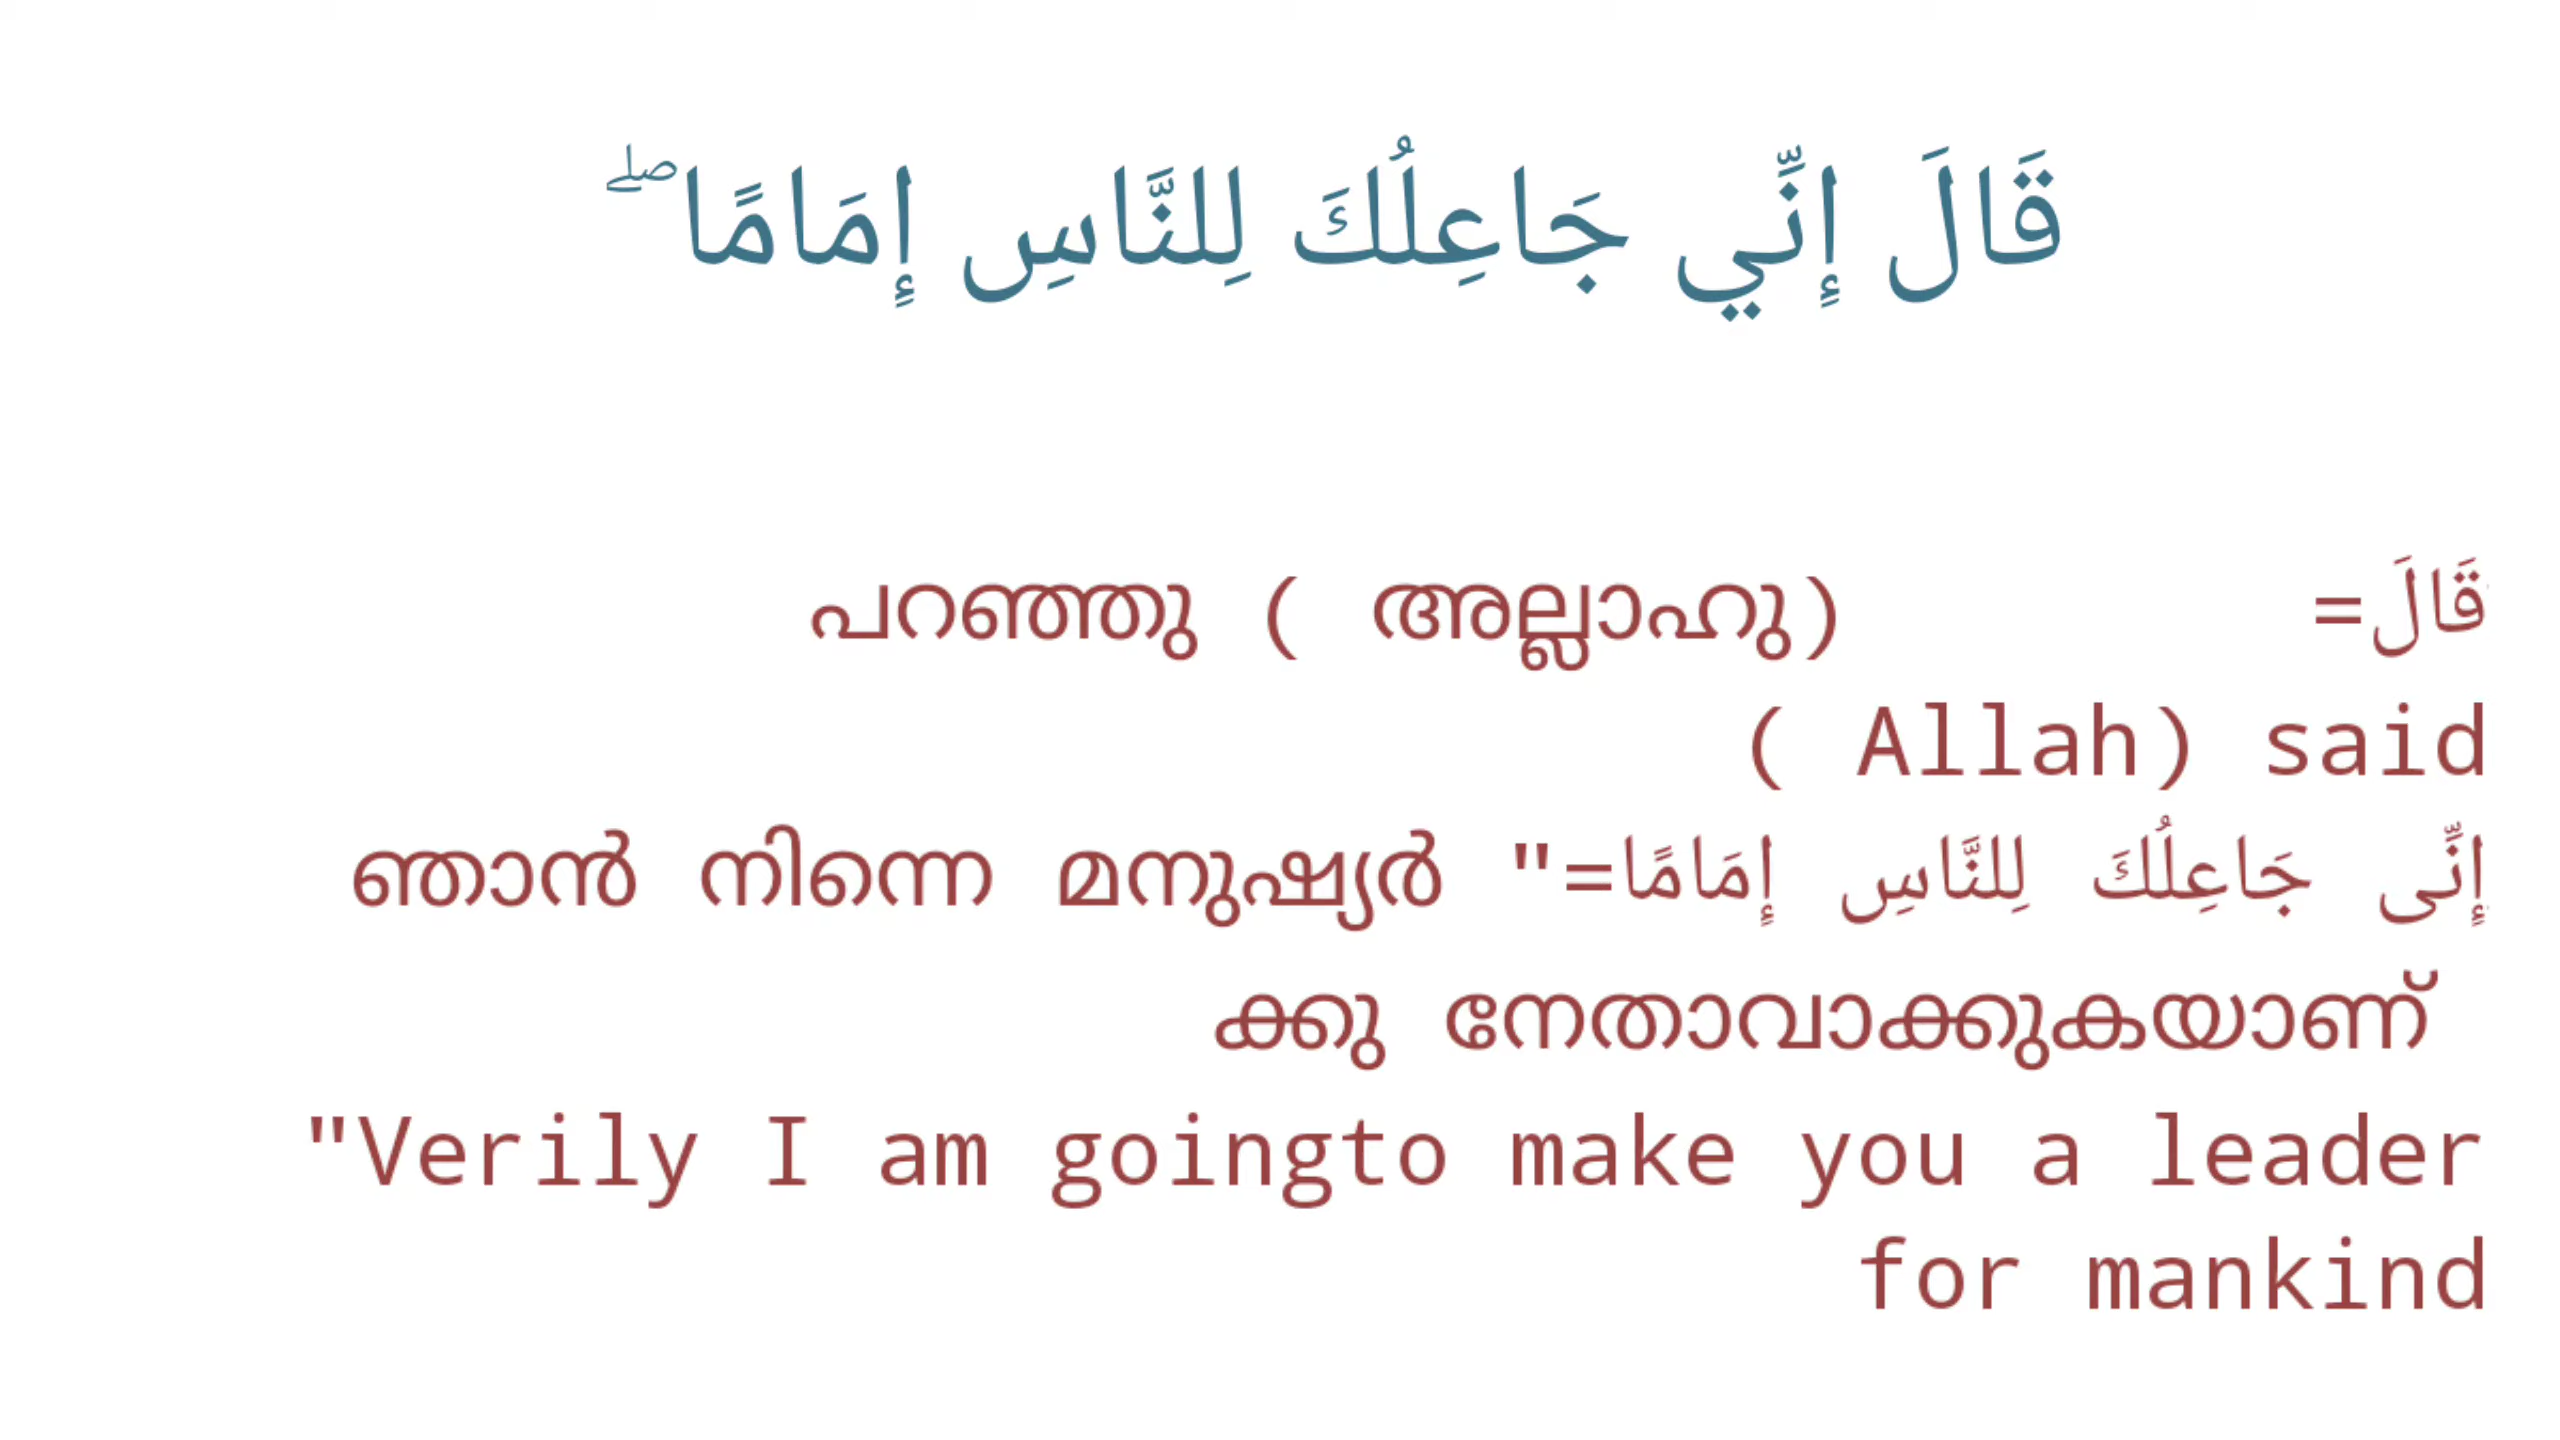 قَالَ إِنِّي جَاعِلُكَ لِلنَّاسِ إِمَامًا ۖ
قَالَ= പറഞ്ഞു ( അല്ലാഹു)
( Allah) said
إِنِّى جَاعِلُكَ لِلنَّاسِ إِمَامًا=" ഞാൻ നിന്നെ മനുഷ്യർ
ക്കു നേതാവാക്കുകയാണ്
"Verily I am goingto make you a leader
for mankind